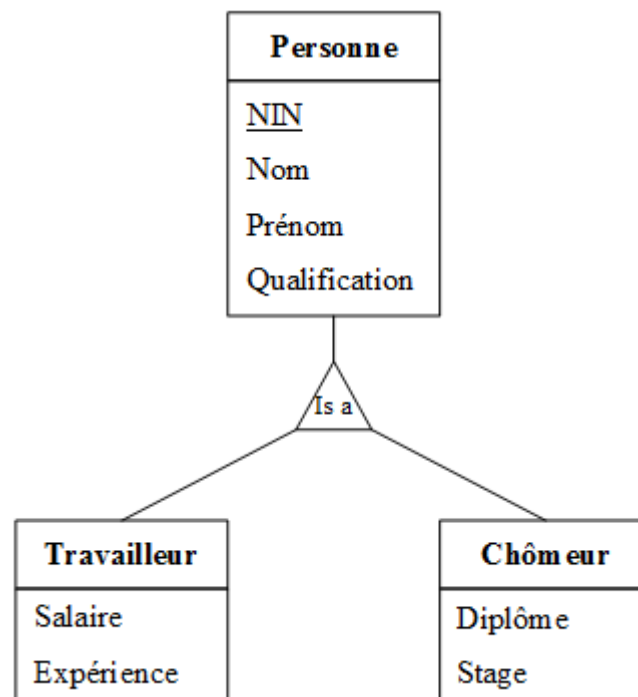 Personne
NIN
Nom
Prénom
Qualification
Is a
Travailleur
Salaire
Expérience
Chômeur
Diplôme
Stage